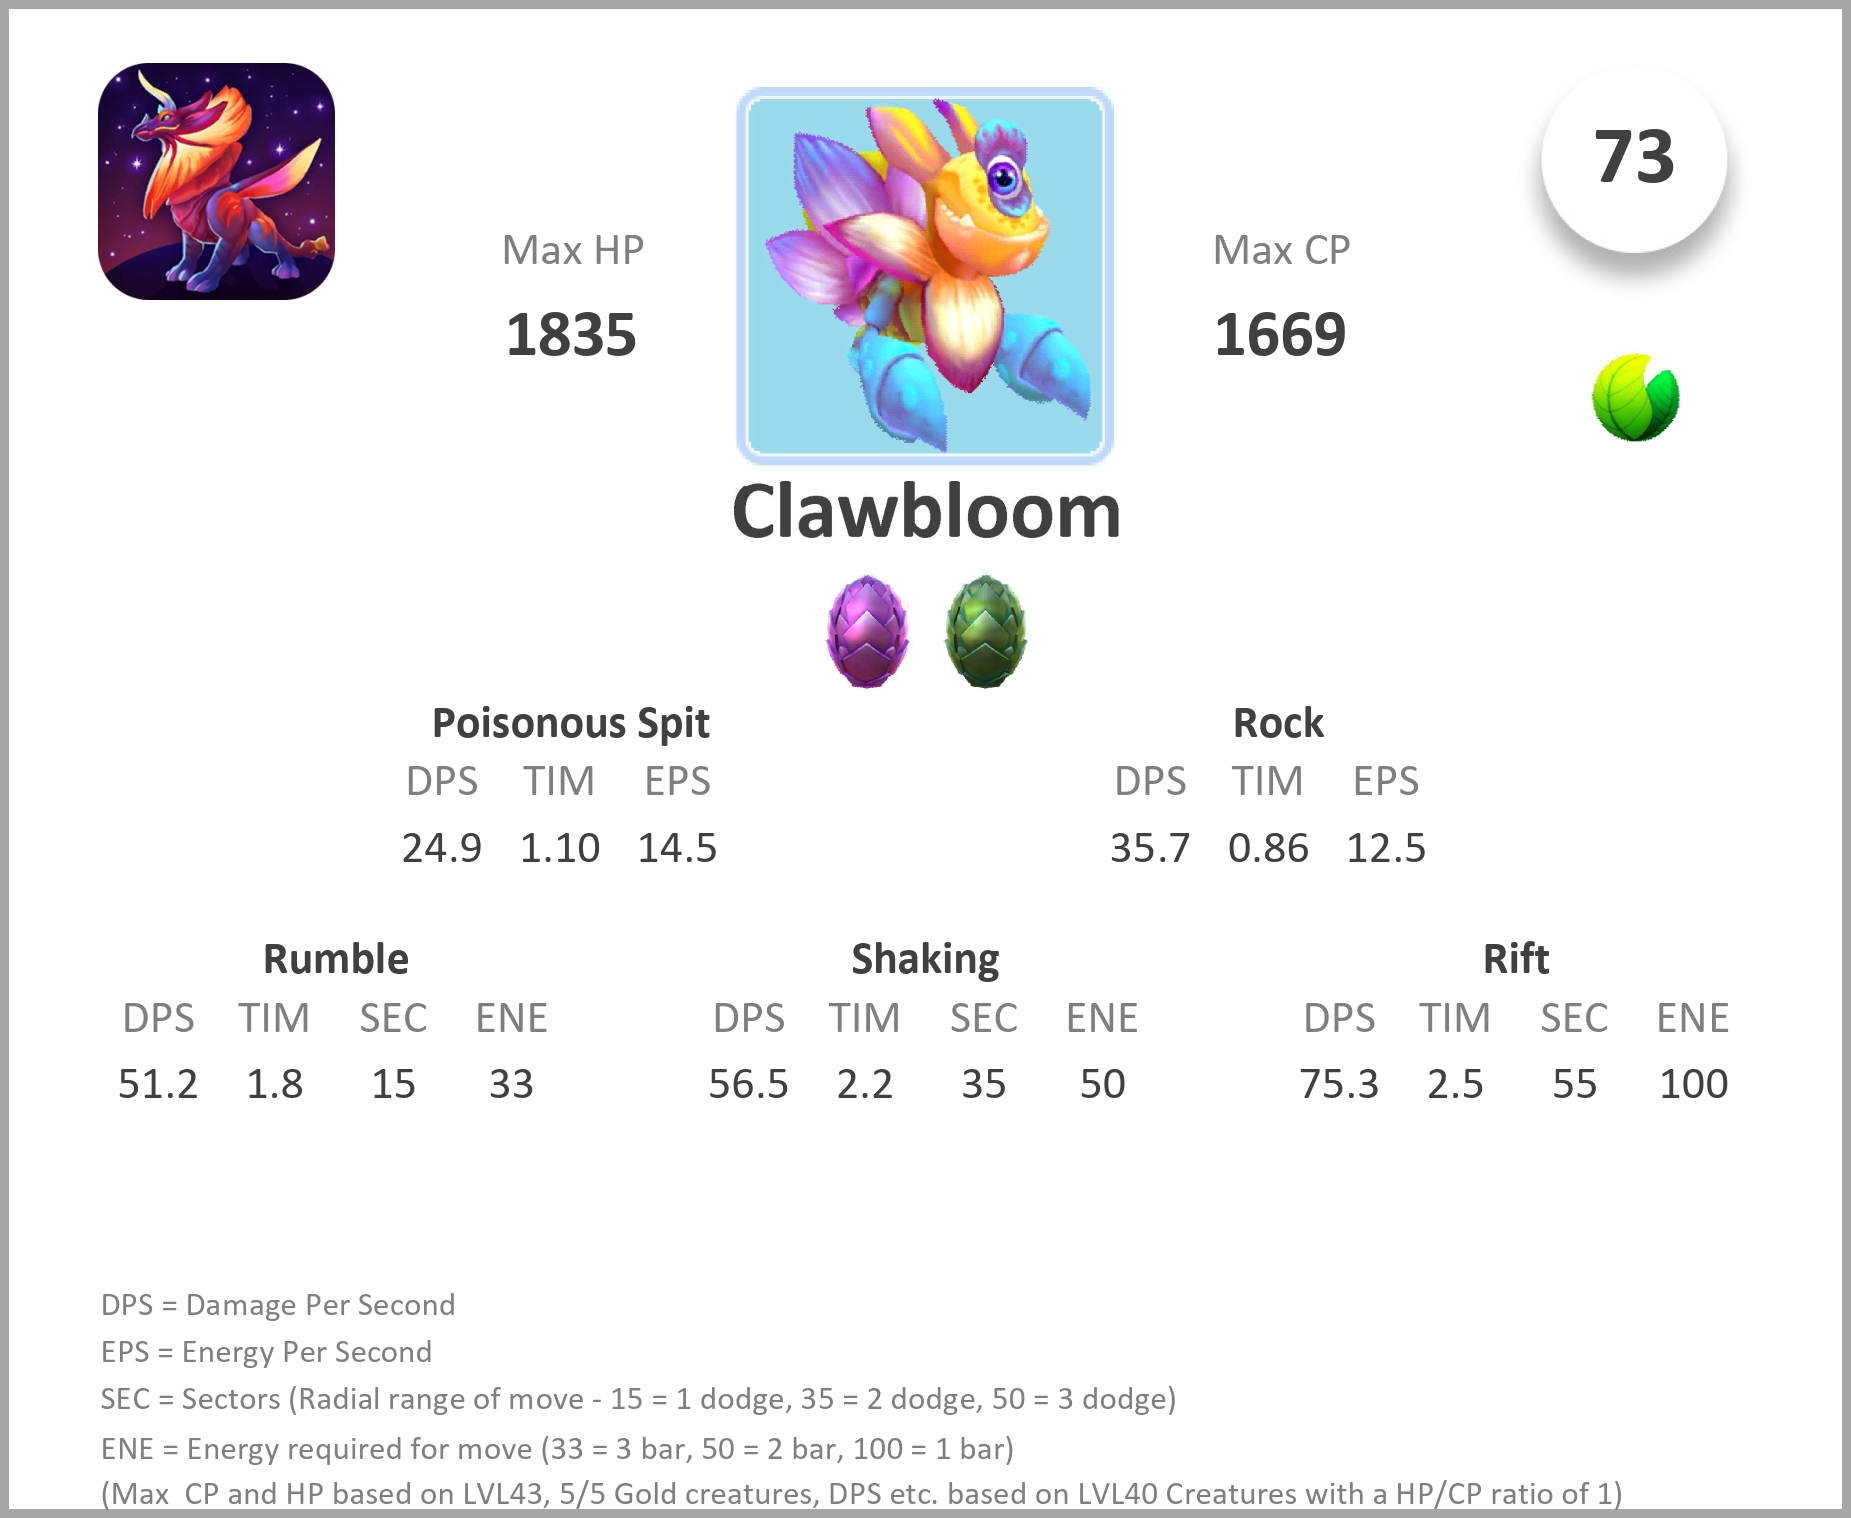 73
Max HP
Max CP
1835
1669
Clawbloom
Poisonous Spit
Rock
DPS TIM EPS
DPS TIM EPS
24.9 1.10 14.5
35.7 0.86 12.5
Rumble
Shaking
Rift
DPS TIM SEC ENE
DPS TIM SEC ENE
DPS TIM SEC ENE
51.2 1.8 15 33
56.5 2.2 35 50
75.3 2.5 55 100
DPS = Damage Per Second
EPS = Energy Per Second
SEC = Sectors (Radial range of move - 15 = 1 dodge, 35 = 2 dodge, 50 = 3 dodge)
ENE = Energy required for move (33 = 3 bar, 50 = 2 bar, 100 = 1 bar)
(Max  CP and HP based on LVL43, 5/5 Gold creatures, DPS etc. based on LVL40 Creatures with a HP/CP ratio of 1)